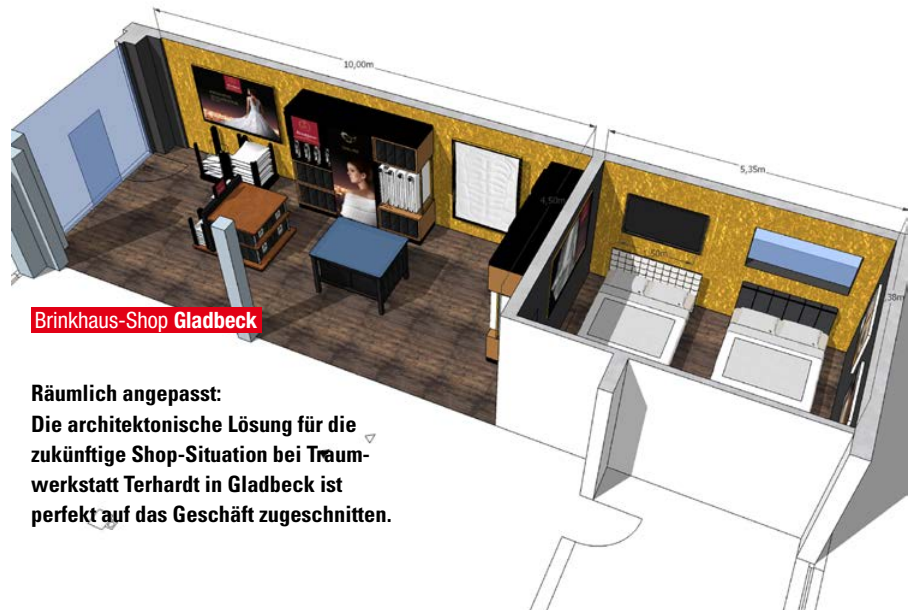 10,00m
5,35m
4,50m
Brinkhaus-Shop Gladbeck
Räumlich angepasst:
Die architektonische Lösung für die
zukünftige Shop-Situation bei Traum-
werkstatt Terhardt in Gladbeck ist
perfekt auf das Geschäft zugeschnitten.